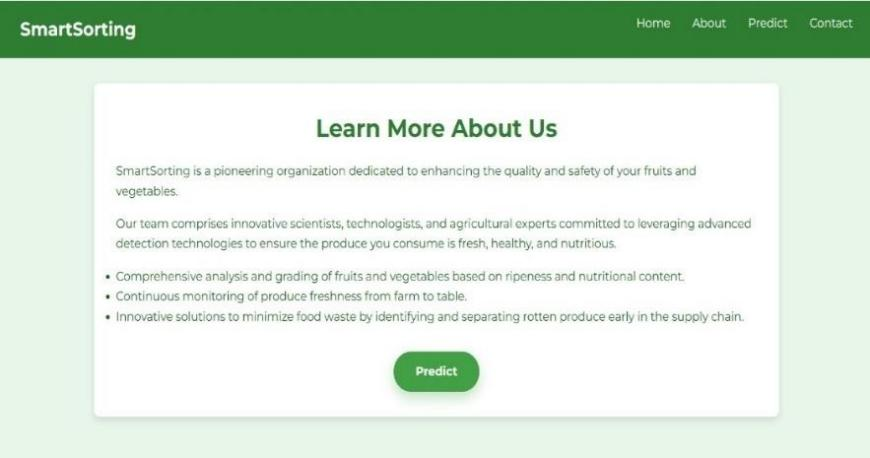 SmartSorting
Home About Predict Contact
Learn More About Us
SmartSorting is a pioneering organization dedicated to enhancing the quality and safety of your fruits and
vegetables.
Our team comprises innovative scientists, technologists, and agricultural experts committed to leveraging advanced
detection technologies to ensure the produce you consume is fresh, healthy, and nutritious.
• Comprehensive analysis and grading of fruits and vegetables based on ripeness and nutritional content.
• Continuous monitoring of produce freshness from farm to table.
• Innovative solutions to minimize food waste by identifying and separating rotten produce early in the supply chain.
Predict